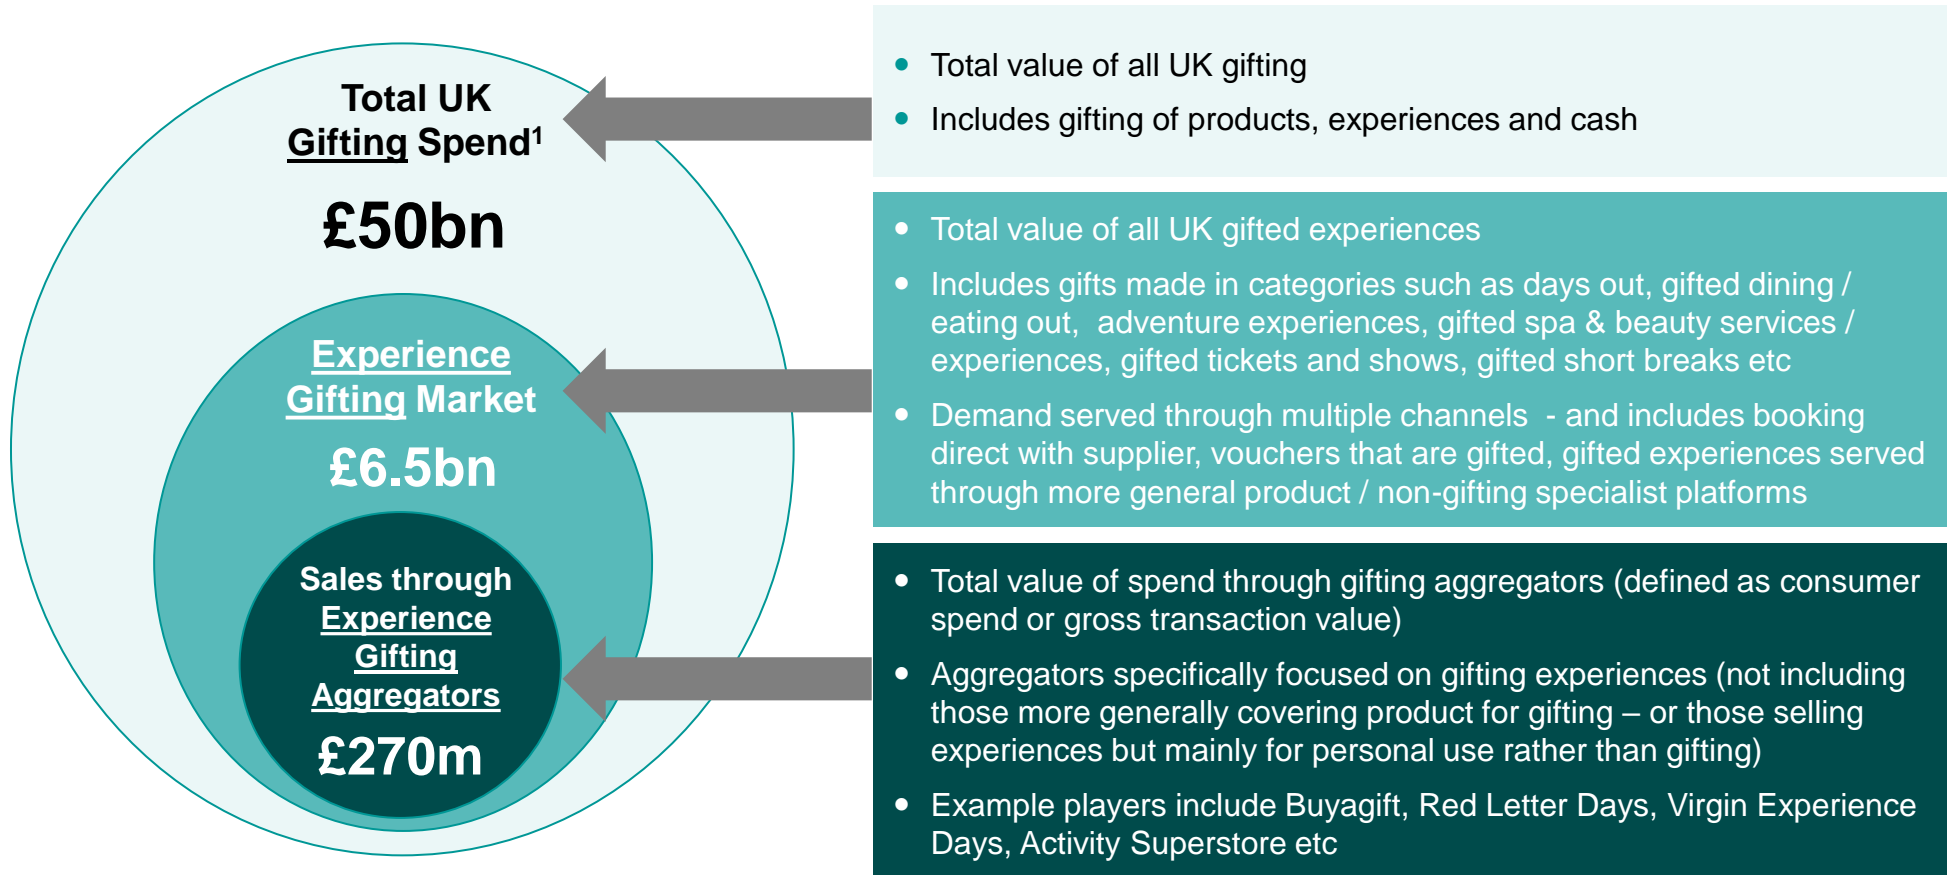 Total UK
Gifting Spend¹
£50bn
Experience
Gifting Market
£6.5bn
Sales through
Experience
Gifting
Aggregators
£270m
• Total value of all UK gifting
• Includes gifting of products, experiences and cash
• Total value of all UK gifted experiences
• Includes gifts made in categories such as days out, gifted dining /
eating out,  adventure experiences, gifted spa & beauty services /
experiences, gifted tickets and shows, gifted short breaks etc
• Demand served through multiple channels  - and includes booking
direct with supplier, vouchers that are gifted, gifted experiences served
through more general product / non-gifting specialist platforms
• Total value of spend through gifting aggregators (defined as consumer
spend or gross transaction value)
• Aggregators specifically focused on gifting experiences (not including
those more generally covering product for gifting – or those selling
experiences but mainly for personal use rather than gifting)
• Example players include Buyagift, Red Letter Days, Virgin Experience
Days, Activity Superstore etc